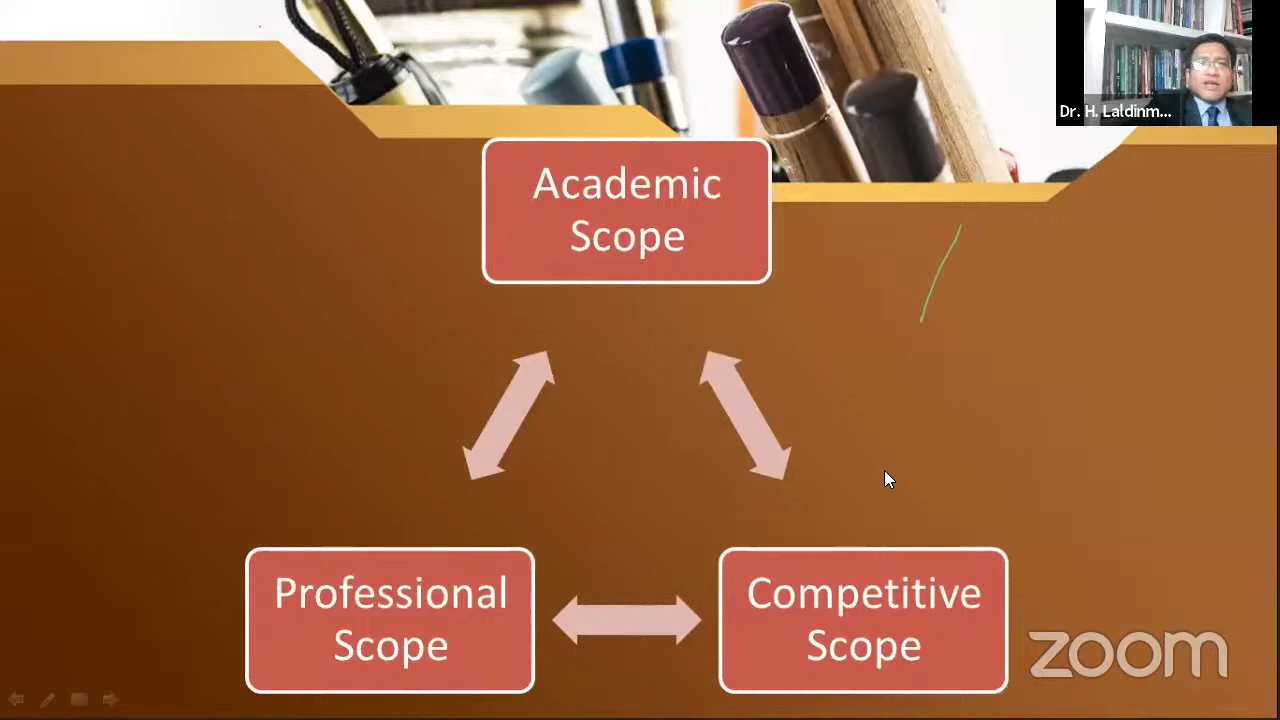 Dr. H. Laldinm...
Academic
Scope
Professional
Scope
Competitive
Scope
zoom